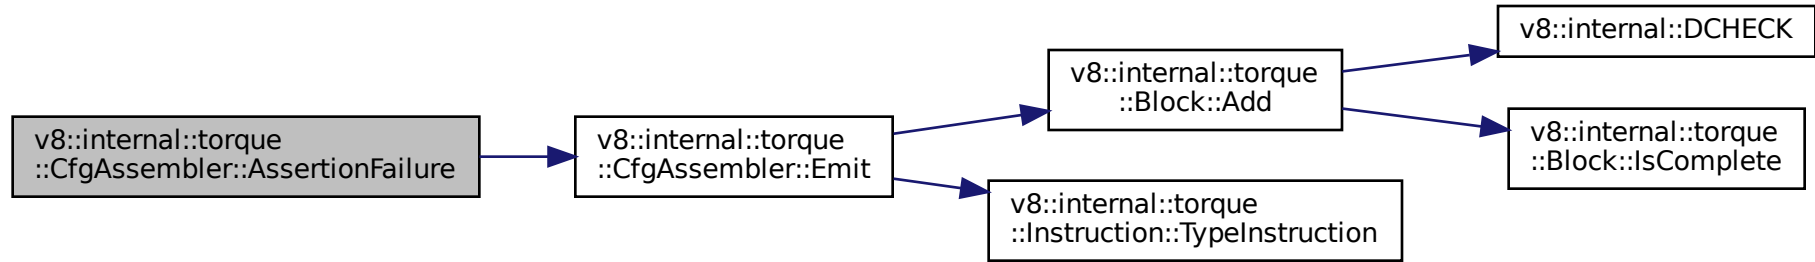 v8::internal::torque
::CfgAssembler::AssertionFailure
v8::internal::torque
::CfgAssembler::Emit
v8::internal::torque
::Block::Add
v8::internal::DCHECK
v8::internal::torque
::Block::IsComplete
v8::internal::torque
::Instruction::TypeInstruction